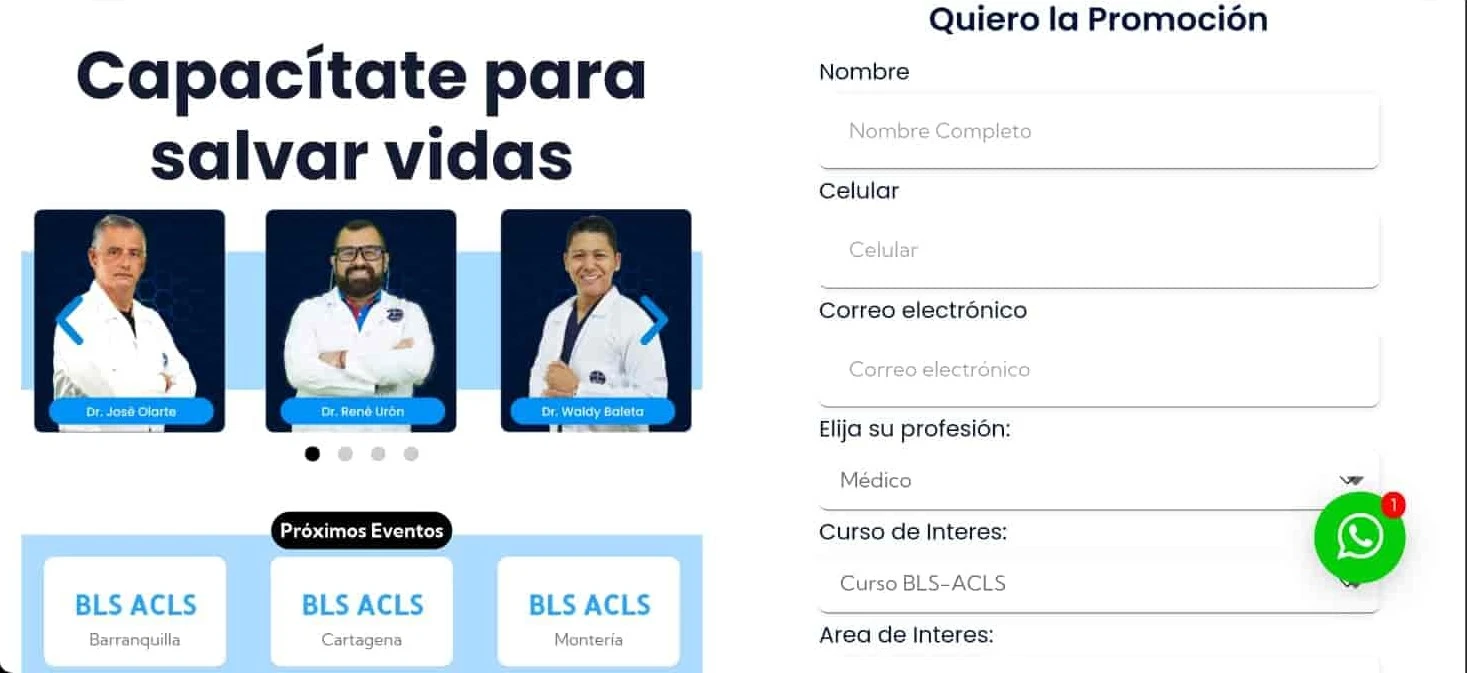 Capacítate para
salvar vidas
Dr. José Olarte
Dr. René Urón
Dr. Waldy Baleta
Próximos Eventos
BLS ACLS
Barranquilla
BLS ACLS
Cartagena
BLS ACLS
Montería
Quiero la Promoción
Nombre
Nombre Completo
Celular
Celular
Correo electrónico
Correo electrónico
Elija su profesión:
Médico
1
Curso de Interes:
Curso BLS-ACLS
Area de Interes: